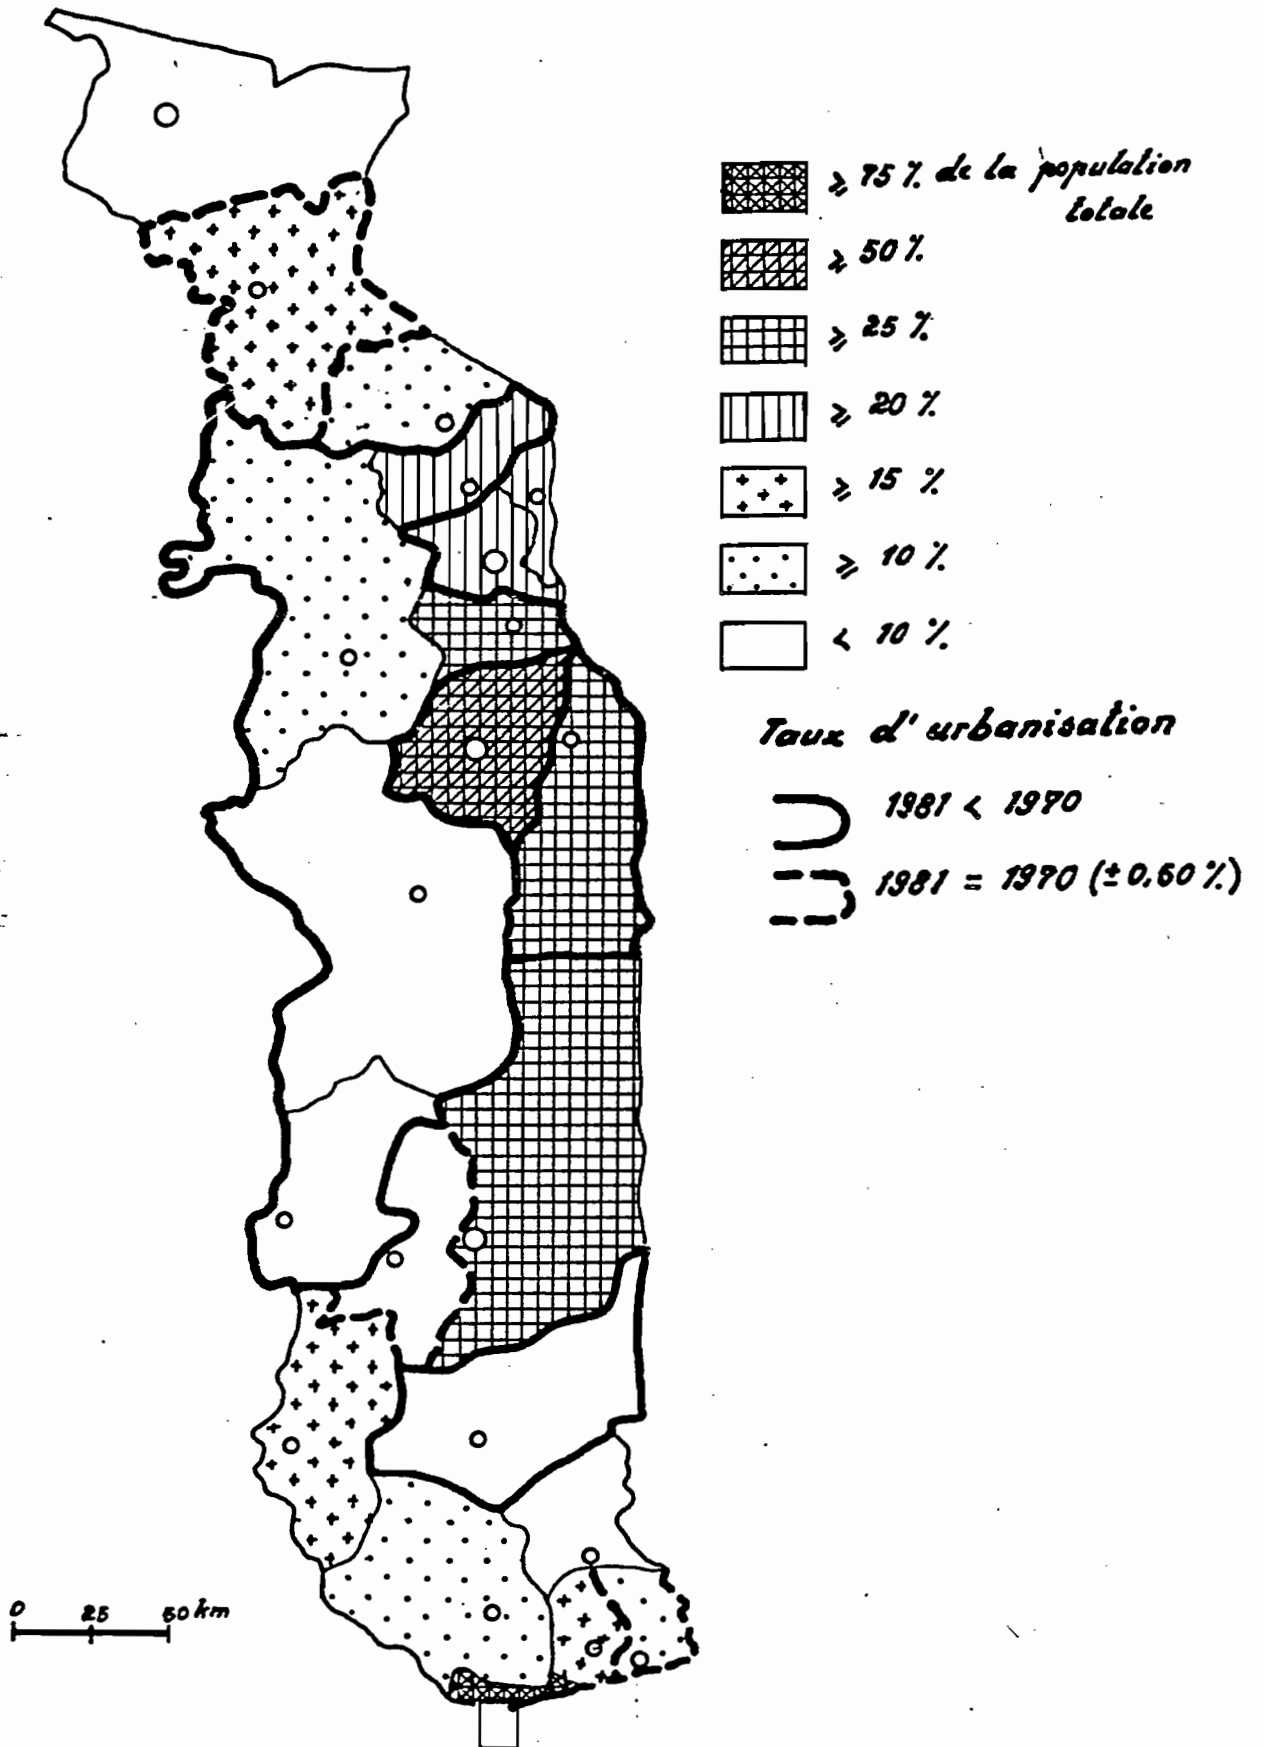 ≥ 75 % de la population
totale
≥ 50 %
≥ 25 %
≥ 20 %
≥ 15 %
≥ 10 %
< 10 %
Taux d'urbanisation
1981 < 1970
1981 = 1970 (± 0.50 %)
0 25 50 km